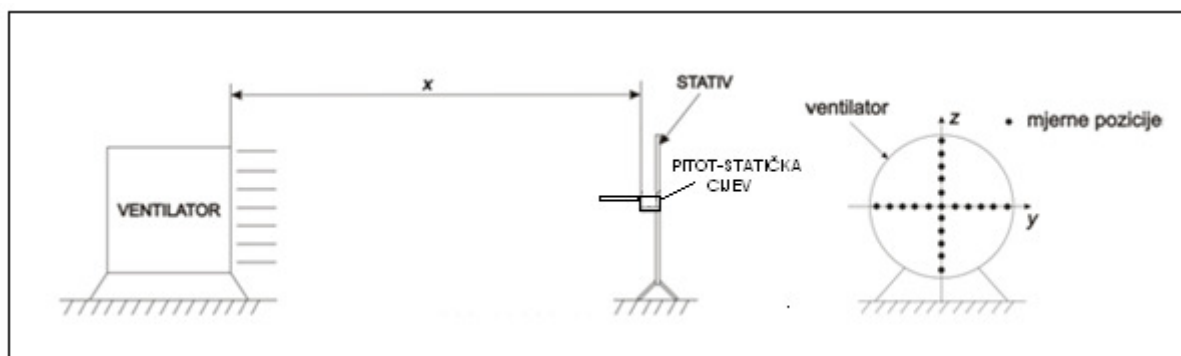 x
STATIV
VENTILATOR
PITOT-STATIČKA
CIJEV
ventilator
z
• mjerne pozicije
y